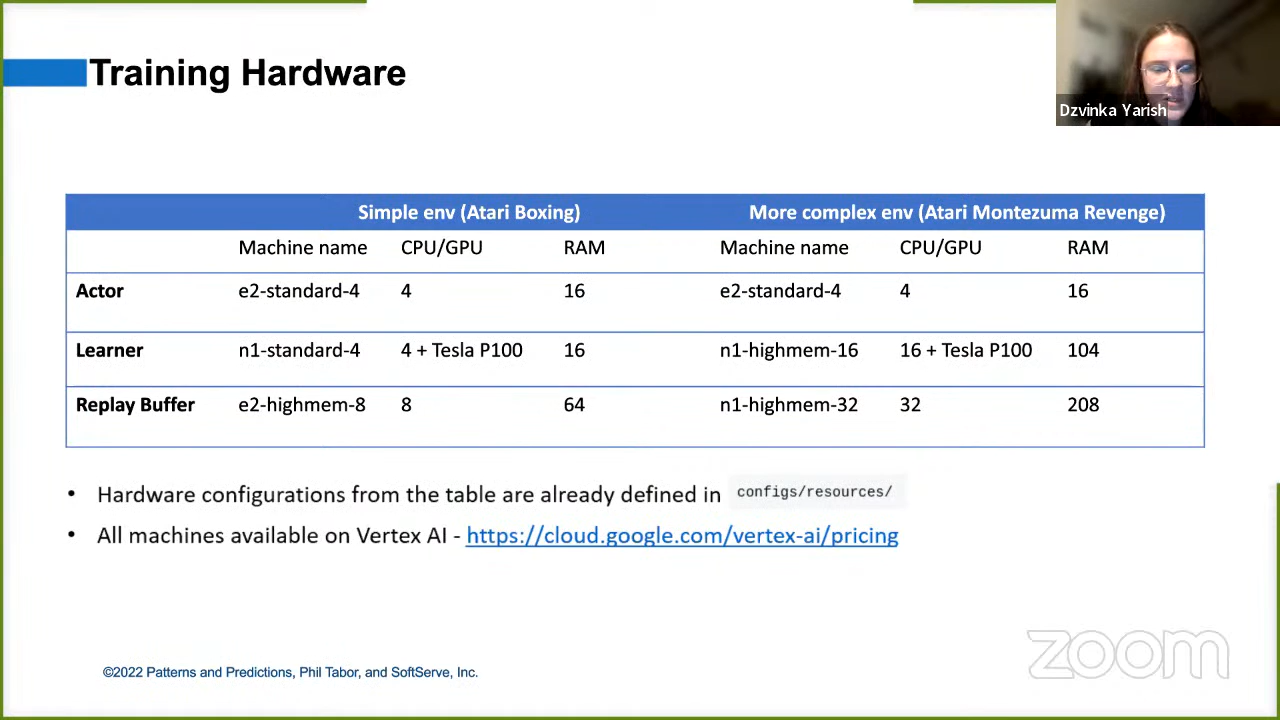 Training Hardware
Dzvinka Yarish
Simple env (Atari Boxing) More complex env (Atari Montezuma Revenge)
Machine name CPU/GPU RAM Machine name CPU/GPU RAM
Actor e2-standard-4 4 16 e2-standard-4 4 16
Learner n1-standard-4 4 + Tesla P100 16 n1-highmem-16 16 + Tesla P100 104
Replay Buffer e2-highmem-8 8 64 n1-highmem-32 32 208
• Hardware configurations from the table are already defined in configs/resources/
• All machines available on Vertex AI - https://cloud.google.com/vertex-ai/pricing
©2022 Patterns and Predictions, Phil Tabor, and SoftServe, Inc.
zoom